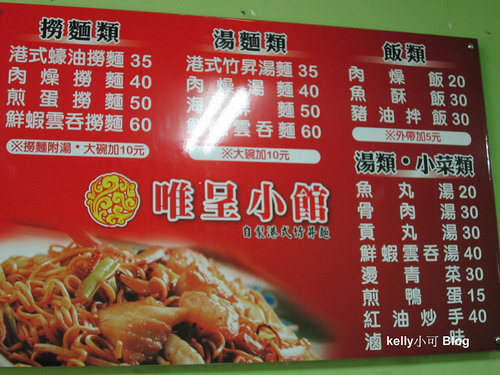 撈麵類
港式蠔油撈麵 35
肉燥撈麵 40
煎蛋撈麵 50
鮮蝦雲吞撈麵 60
※撈麵附湯・大碗加10元
湯麵類
港式竹昇湯麵 35
肉燥湯麵 40
麵 50
雲吞麵 60
※大碗加10元
飯類
肉燥飯 20
魚酥飯 30
豬油拌飯 30
※外帶加5元
湯類・小菜類
魚丸湯 20
骨肉湯 30
貢丸湯 30
鮮蝦雲吞湯 40
燙青菜 30
煎鴨蛋 15
紅油炒手 40
滷味
唯呈小館
自製港式竹昇麵
kelly小可 Blog